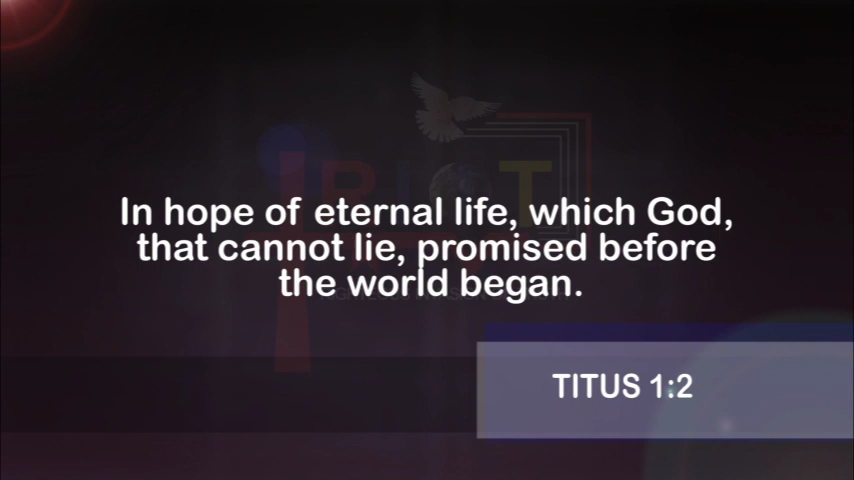 In hope of eternal life, which God,
that cannot lie, promised before
the world began.
TITUS 1:2